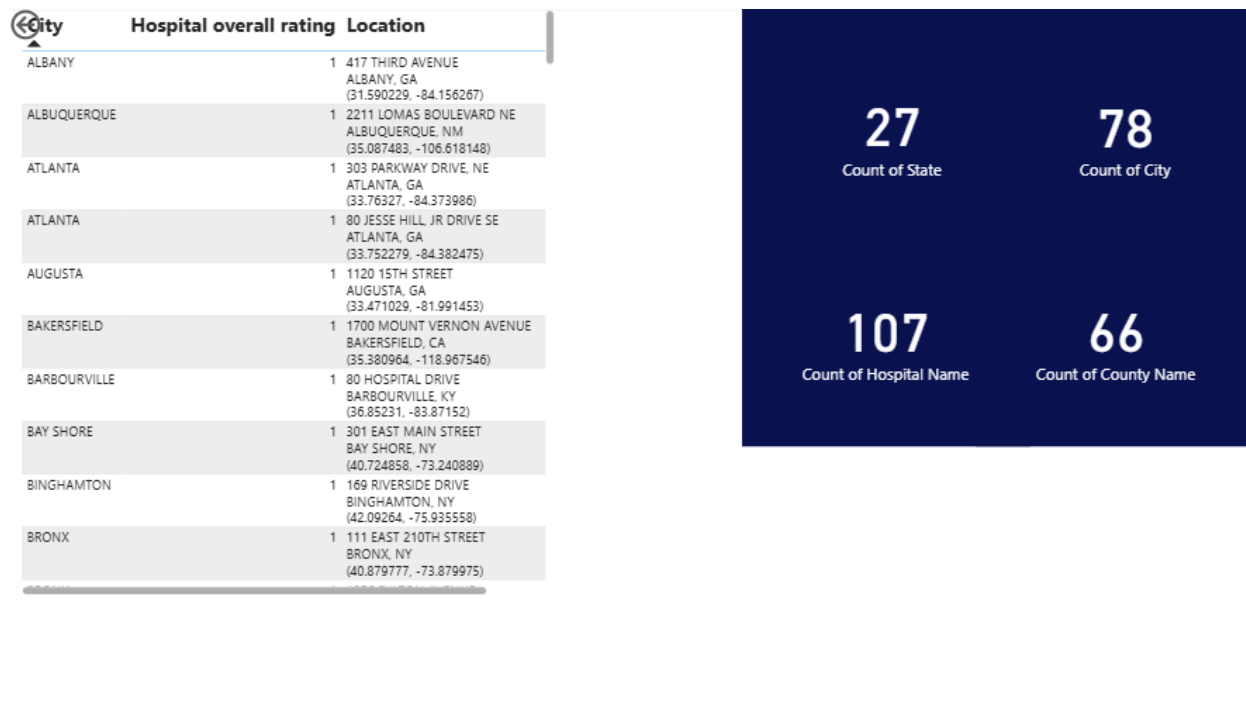 City Hospital overall rating Location
ALBANY 1 417 THIRD AVENUE
ALBANY, GA
(31.590229, -84.156267)
ALBUQUERQUE 1 2211 LOMAS BOULEVARD NE
ALBUQUERQUE, NM
(35.087483, -106.618148)
ATLANTA 1 303 PARKWAY DRIVE, NE
ATLANTA, GA
(33.76327, -84.373986)
ATLANTA 1 80 JESSE HILL, JR DRIVE SE
ATLANTA, GA
(33.752279, -84.382475)
AUGUSTA 1 1120 15TH STREET
AUGUSTA, GA
(33.471029, -81.991453)
BAKERSFIELD 1 1700 MOUNT VERNON AVENUE
BAKERSFIELD, CA
(35.380964, -118.967546)
BARBOURVILLE 1 80 HOSPITAL DRIVE
BARBOURVILLE, KY
(36.85231, -83.87152)
BAY SHORE 1 301 EAST MAIN STREET
BAY SHORE, NY
(40.724858, -73.240889)
BINGHAMTON 1 169 RIVERSIDE DRIVE
BINGHAMTON, NY
(42.09264, -75.935558)
BRONX 1 111 EAST 210TH STREET
BRONX, NY
(40.879777, -73.879975)
27 78
Count of State Count of City
107 66
Count of Hospital Name Count of County Name